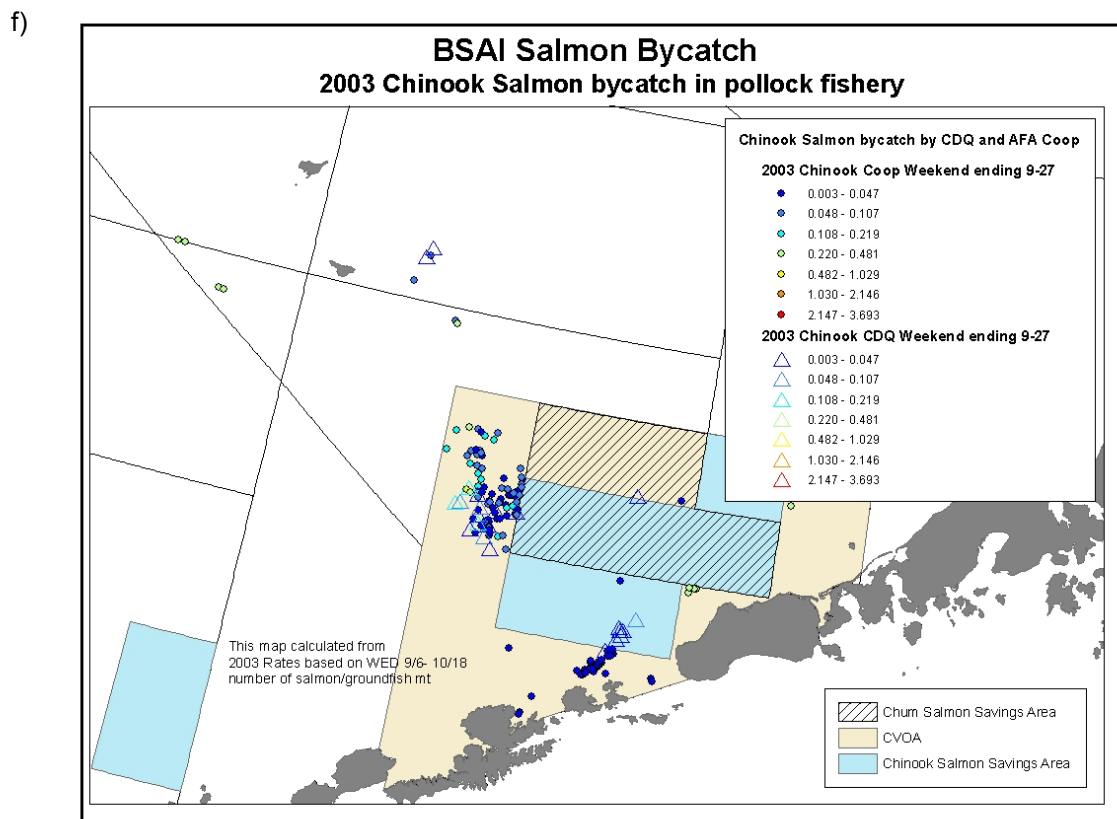 f)
BSAI Salmon Bycatch
2003 Chinook Salmon bycatch in pollock fishery
Chinook Salmon bycatch by CDQ and AFA Coop
2003 Chinook Coop Weekend ending 9-27
0.003 - 0.047
0.048 - 0.107
0.108 - 0.219
0.220 - 0.481
0.482 - 1.029
1.030 - 2.146
2.147 - 3.693
2003 Chinook CDQ Weekend ending 9-27
0.003 - 0.047
0.048 - 0.107
0.108 - 0.219
0.220 - 0.481
0.482 - 1.029
1.030 - 2.146
2.147 - 3.693
This map calculated from
2003 Rates based on WED 9/6- 10/18
number of salmon/groundfish mt
Chum Salmon Savings Area
CVOA
Chinook Salmon Savings Area